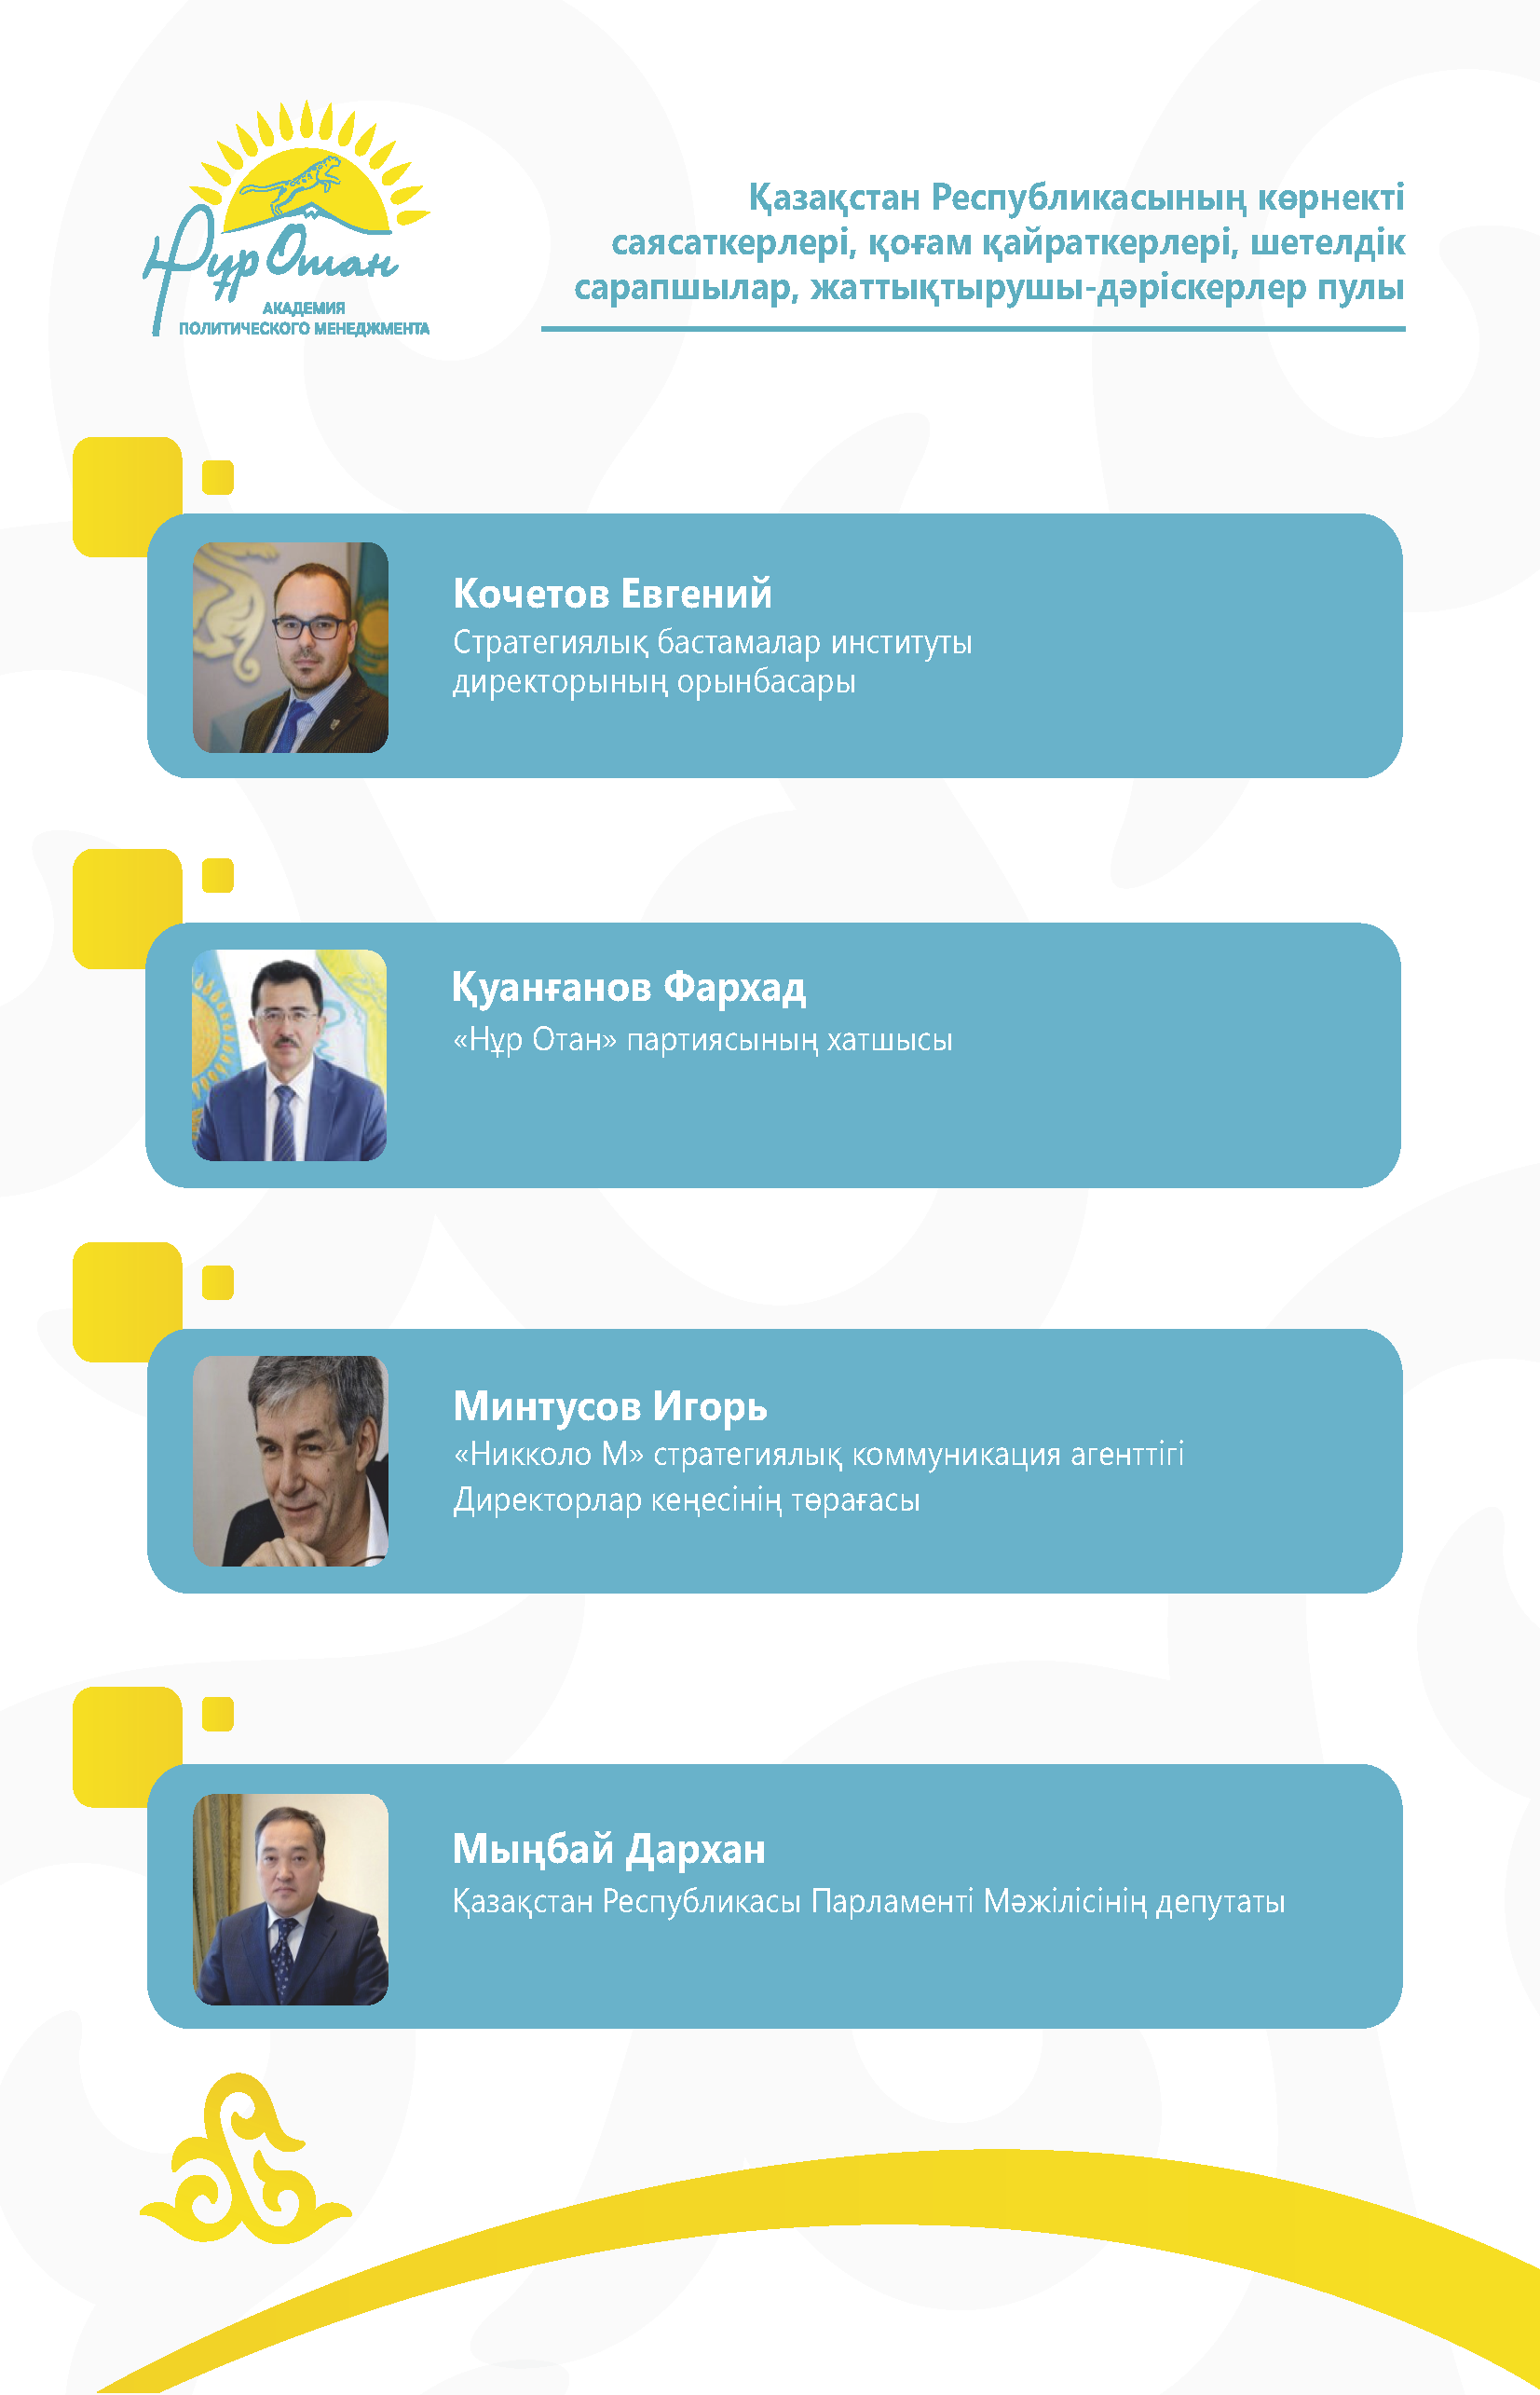 Нұр Отан
АКАДЕМИЯ
ПОЛИТИЧЕСКОГО МЕНЕДЖМЕНТА
Қазақстан Республикасының көрнекті
саясаткерлері, қоғам қайраткерлері, шетелдік
сарапшылар, жаттықтырушы-дәріскерлер пулы
Кочетов Евгений
Стратегиялық бастамалар институты
директорының орынбасары
Қуанғанов Фархад
«Нұр Отан» партиясының хатшысы
Минтусов Игорь
«Никколо М» стратегиялық коммуникация агенттігі
Директорлар кеңесінің төрағасы
Мыңбай Дархан
Қазақстан Республикасы Парламенті Мәжілісінің депутаты